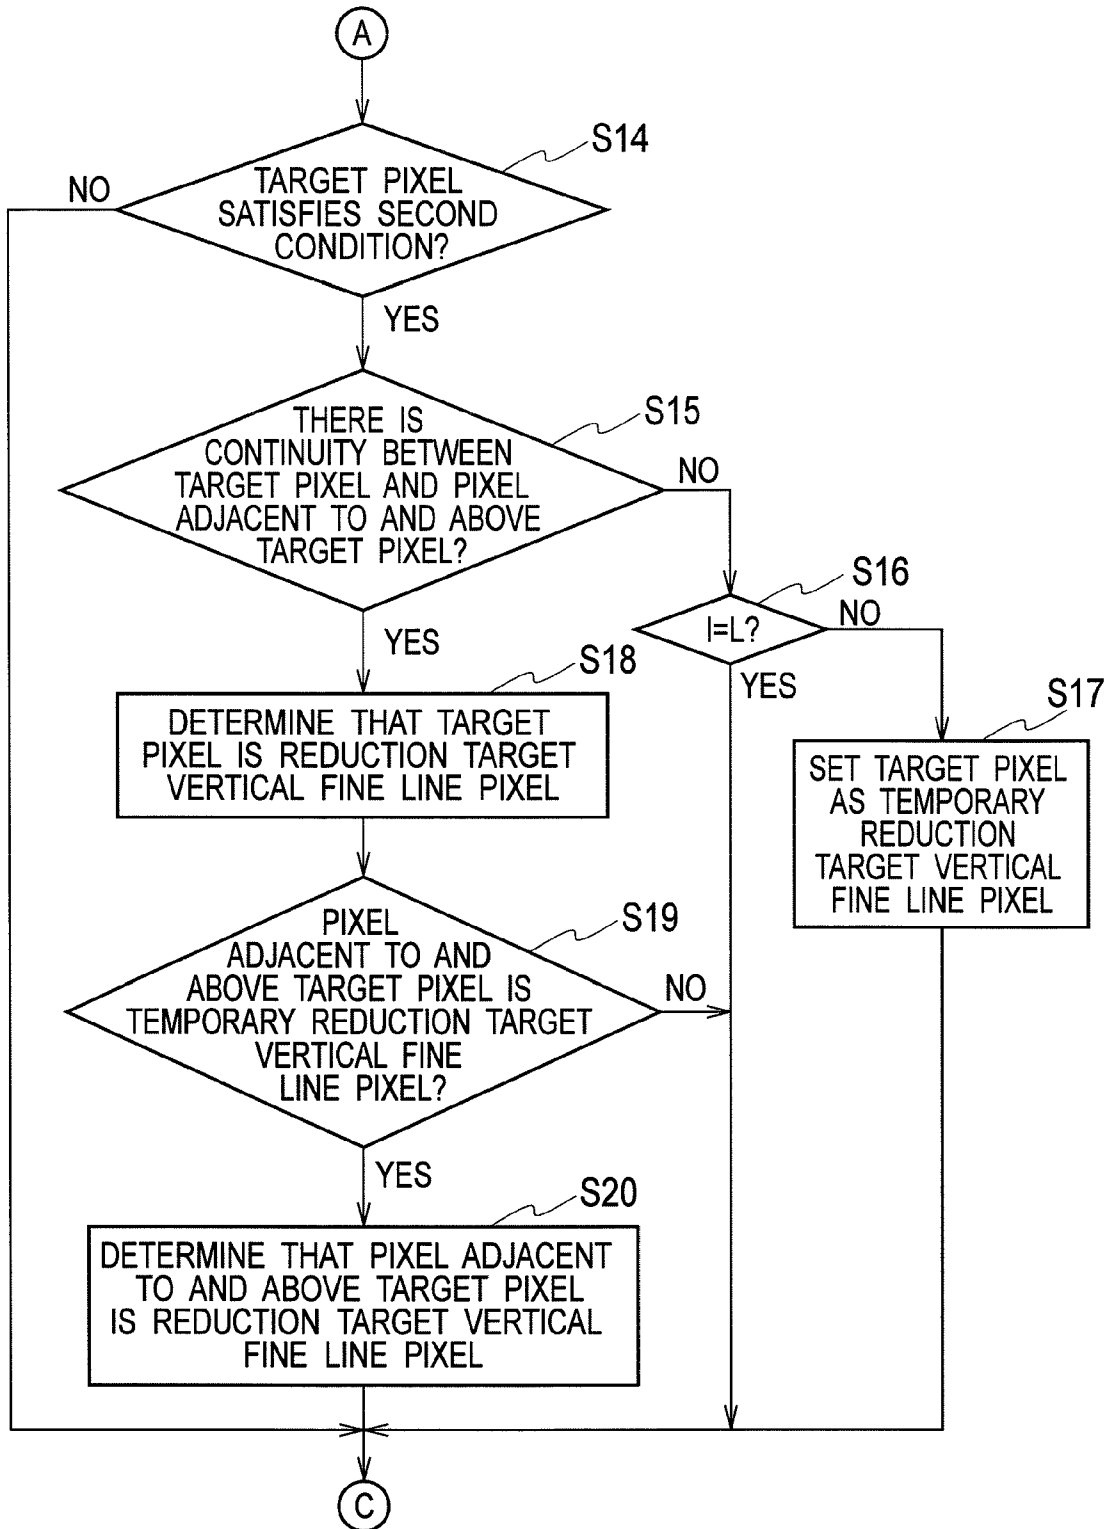 A
S14
NO
TARGET PIXEL
SATISFIES SECOND
CONDITION?
YES
S15
THERE IS
CONTINUITY BETWEEN
TARGET PIXEL AND PIXEL
ADJACENT TO AND ABOVE
TARGET PIXEL?
NO
S16
I=L?
NO
YES
YES
S18
S17
DETERMINE THAT TARGET
PIXEL IS REDUCTION TARGET
VERTICAL FINE LINE PIXEL
SET TARGET PIXEL
AS TEMPORARY
REDUCTION
TARGET VERTICAL
FINE LINE PIXEL
S19
PIXEL
ADJACENT TO AND
ABOVE TARGET PIXEL IS
TEMPORARY REDUCTION TARGET
VERTICAL FINE
LINE PIXEL?
NO
YES
S20
DETERMINE THAT PIXEL ADJACENT
TO AND ABOVE TARGET PIXEL
IS REDUCTION TARGET VERTICAL
FINE LINE PIXEL
C